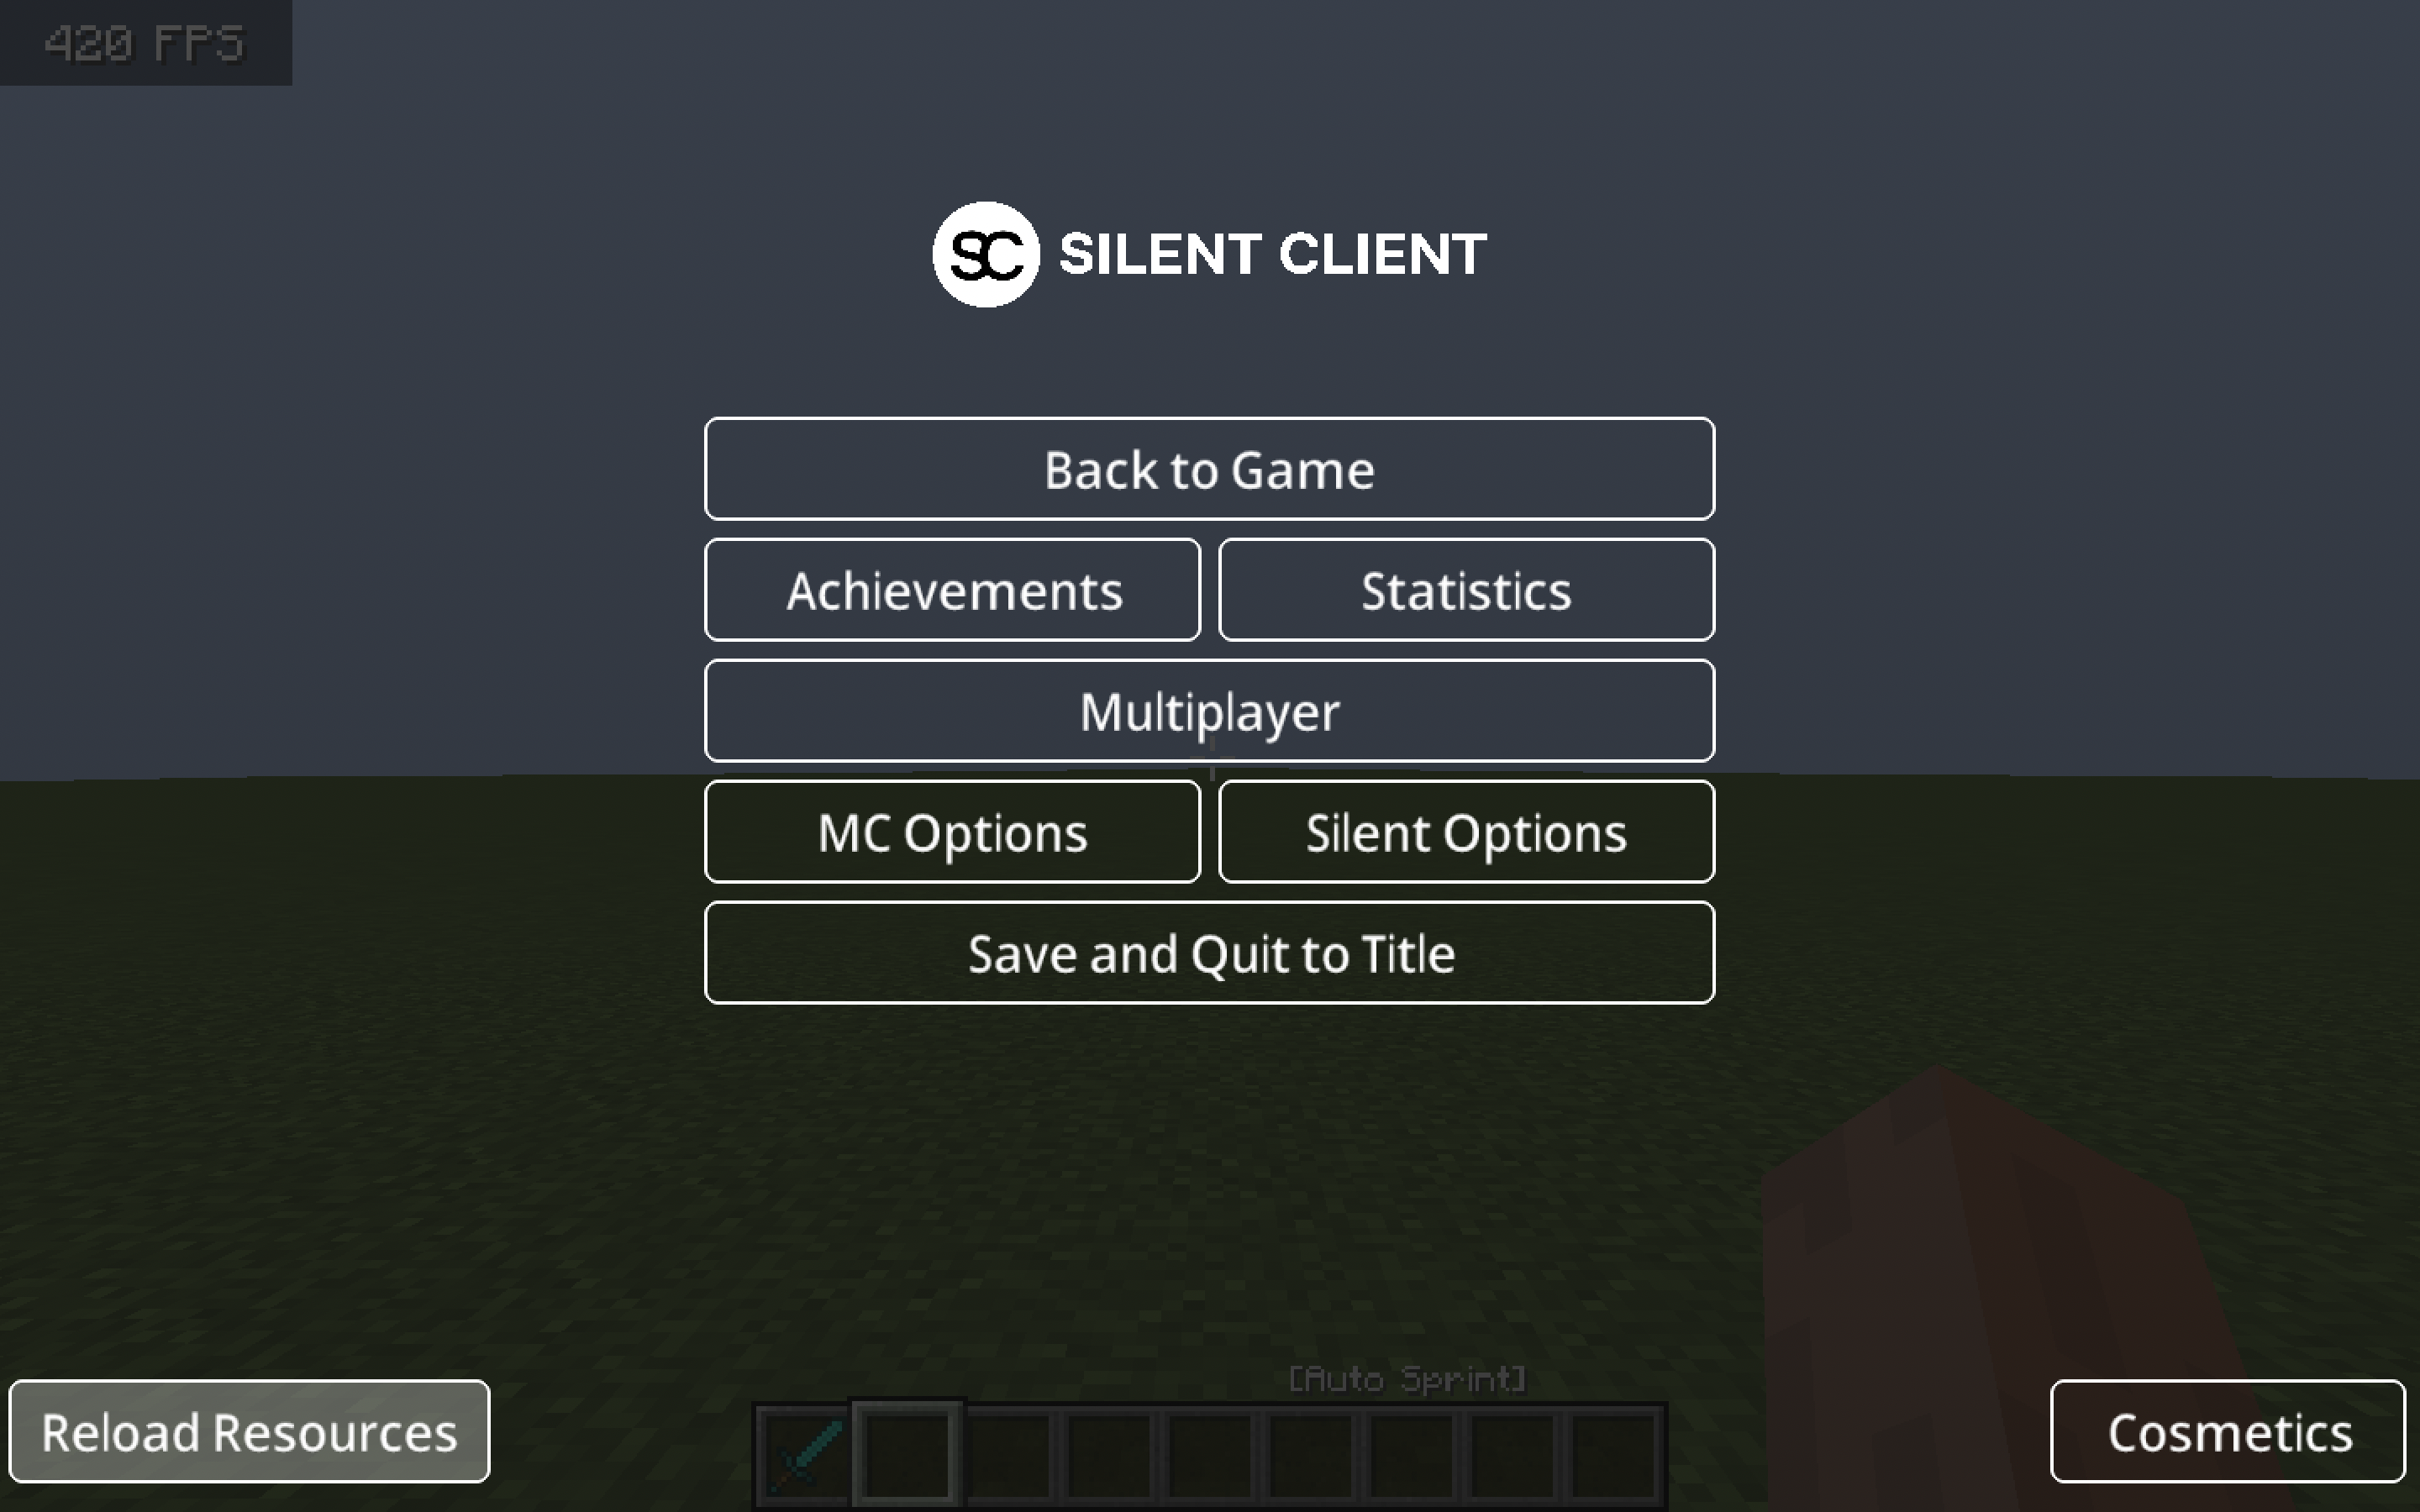 420 FPS
SC SILENT CLIENT
Back to Game
Achievements Statistics
Multiplayer
MC Options Silent Options
Save and Quit to Title
[Auto Sprint]
Reload Resources Cosmetics